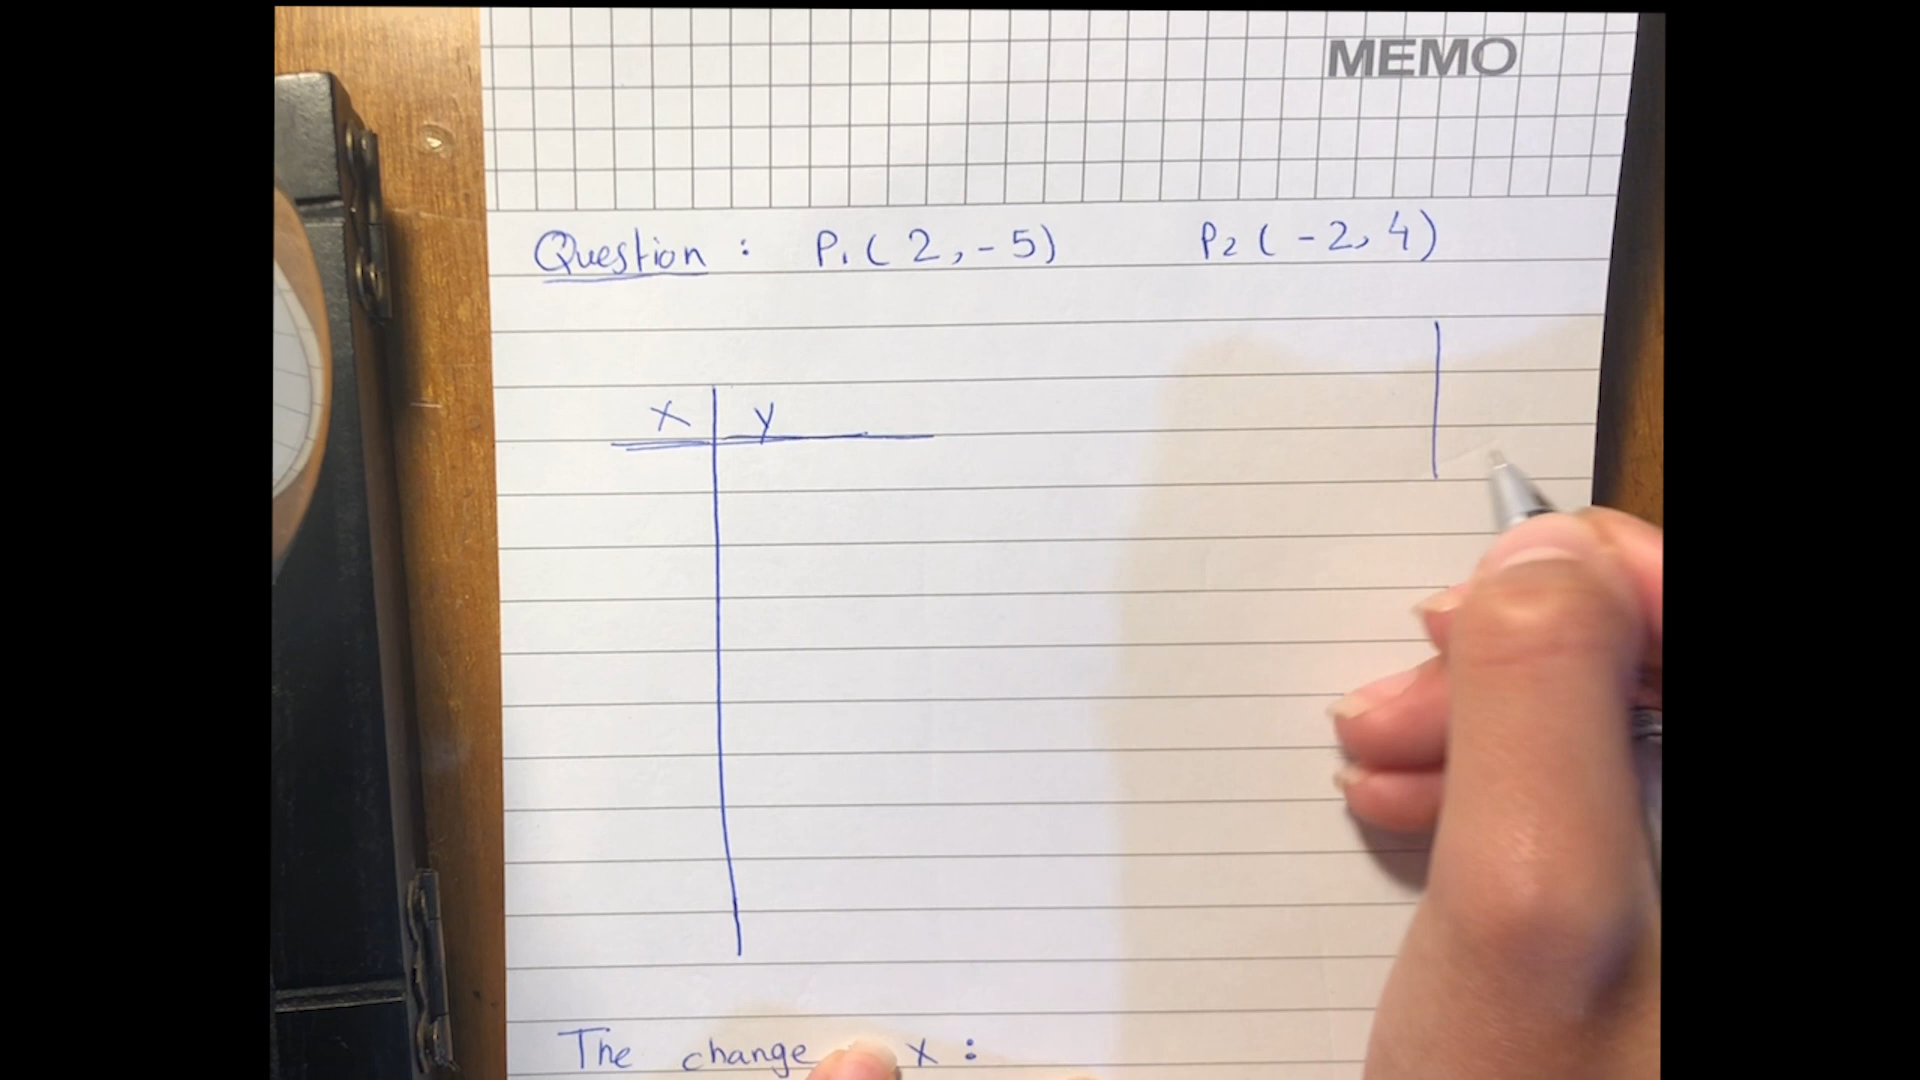 MEMO
Question : P1 ( 2 , - 5 ) P2 ( - 2 , 4 )
x y
The change x :